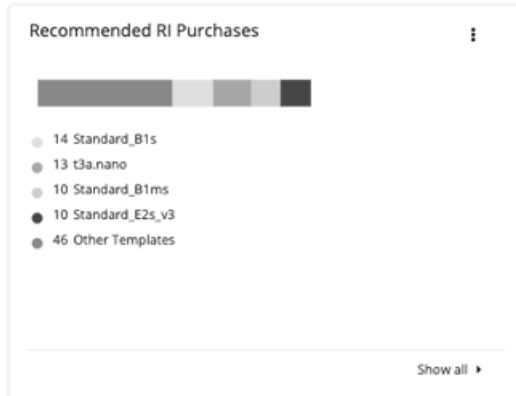 Recommended RI Purchases
14 Standard_B1s
13 t3a.nano
10 Standard_B1ms
10 Standard_E2s_v3
46 Other Templates
Show all